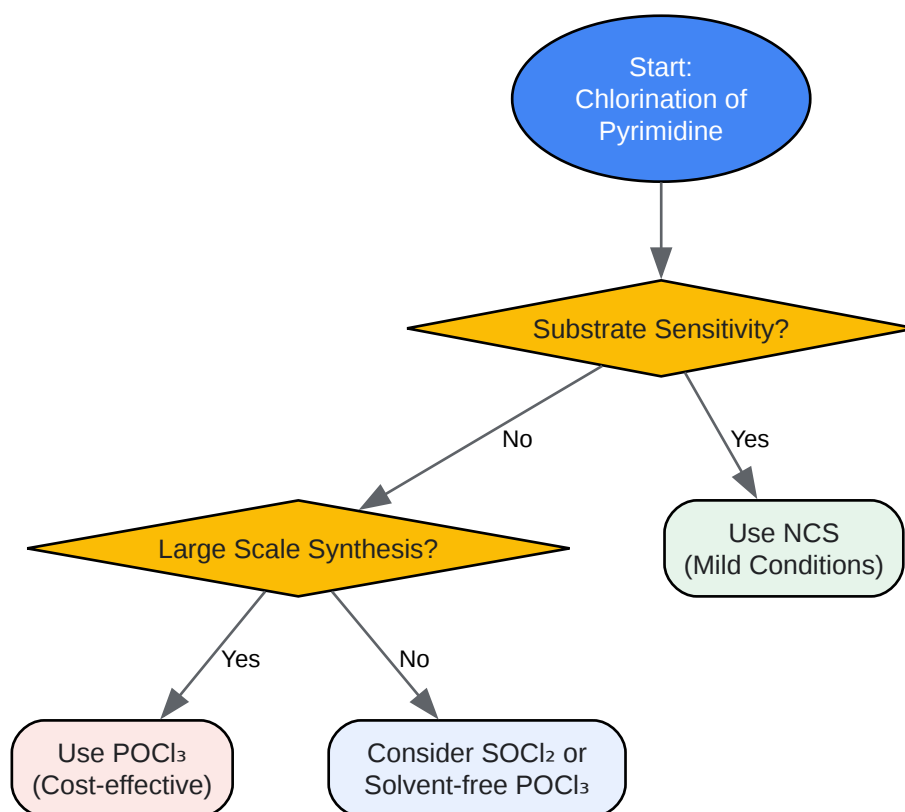 Start:
Chlorination of
Pyrimidine
Substrate Sensitivity?
No
Yes
Large Scale Synthesis?
Use NCS
(Mild Conditions)
Yes
No
Use POCl₃
(Cost-effective)
Consider SOCl₂ or
Solvent-free POCl₃